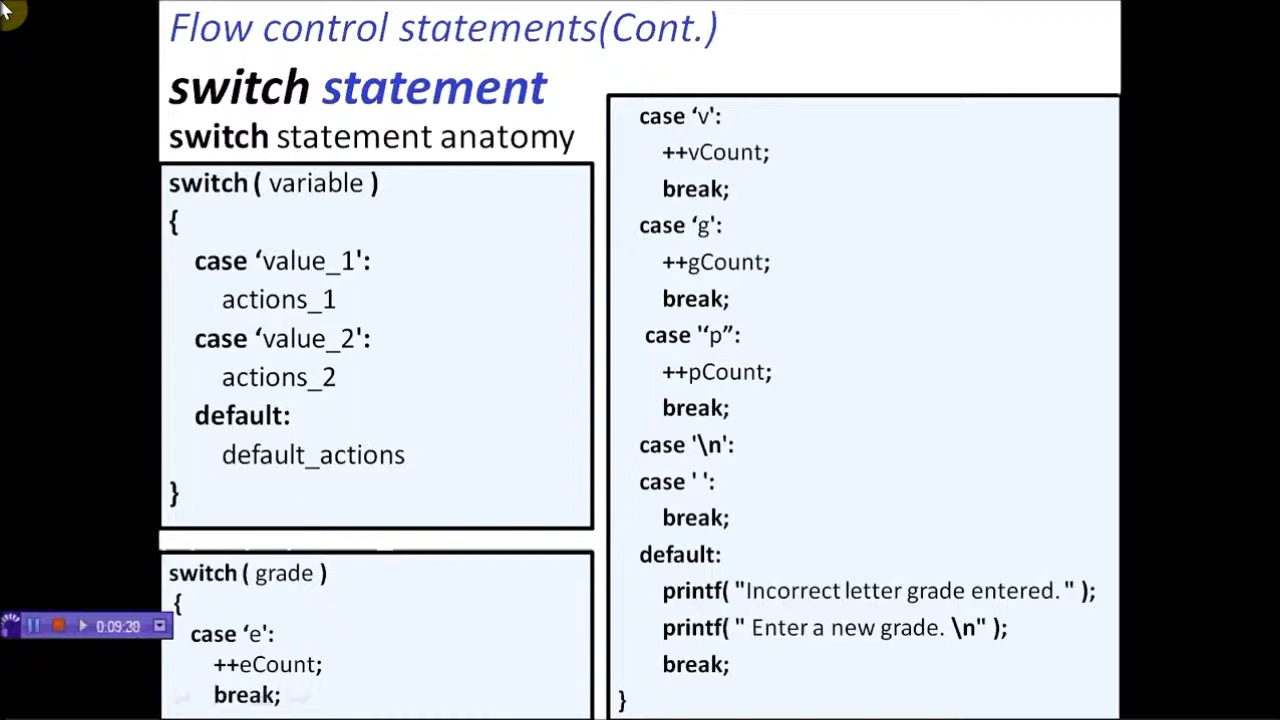 Flow control statements(Cont.)
switch statement
switch statement anatomy
switch ( variable )
{
case ‘value_1':
actions_1
case ‘value_2':
actions_2
default:
default_actions
}
switch ( grade )
{
case ‘e':
++eCount;
break;
case ‘v':
++vCount;
break;
case ‘g':
++gCount;
break;
case '‘p”:
++pCount;
break;
case '\n':
case ' ':
break;
default:
printf( "Incorrect letter grade entered. " );
printf( " Enter a new grade. \n" );
break;
}
0:09:20